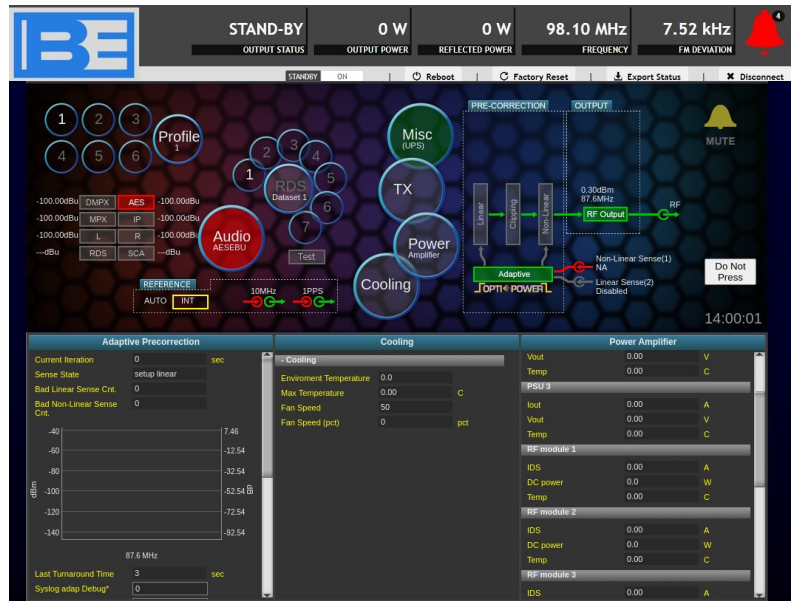 BE
STAND-BY
OUTPUT STATUS
0 W
OUTPUT POWER
0 W
REFLECTED POWER
98.10 MHz
FREQUENCY
7.52 kHz
FM DEVIATION
4
STANDBY ON | Reboot | Factory Reset | Export Status | Disconnect
1 2 3
4 5 6
Profile
1
1 2 3 4 5 6 7
RDS
Dataset 1
Test
Misc
(UPS)
TX
Power
Amplifier
Cooling
Audio
AESEBU
-100.00dBu DMPX AES -100.00dBu
-100.00dBu MPX IP -100.00dBu
-100.00dBu L R -100.00dBu
---dBu RDS SCA ---dBu
REFERENCE
AUTO INT
10MHz 1PPS
PRE-CORRECTION
OUTPUT
Linear
Clipping
Non-Linear
0.30dBm
87.6MHz
RF Output
RF
Adaptive
OPTI POWER
Non-Linear Sense(1)
NA
Linear Sense(2)
Disabled
MUTE
Do Not
Press
14:00:01
Adaptive Precorrection
Current Iteration 0 sec
Sense State setup linear
Bad Linear Sense Cnt. 0
Bad Non-Linear Sense 0
Cnt.
-40 7.46
-60 -12.54
-80 -32.54
-100 -52.54
-120 -72.54
-140 -92.54
dBm
dB
87.6 MHz
Last Turnaround Time 3 sec
Syslog adap Debug* 0
Cooling
- Cooling
Enviroment Temperature 0.0
Max Temperature 0.00 C
Fan Speed 50
Fan Speed (pct) 0 pct
Power Amplifier
Vout 0.00 V
Temp 0.00 C
PSU 3
Iout 0.00 A
Vout 0.00 V
Temp 0.00 C
RF module 1
IDS 0.00 A
DC power 0.0 W
Temp 0.00 C
RF module 2
IDS 0.00 A
DC power 0.0 W
Temp 0.00 C
RF module 3
IDS 0.00 A